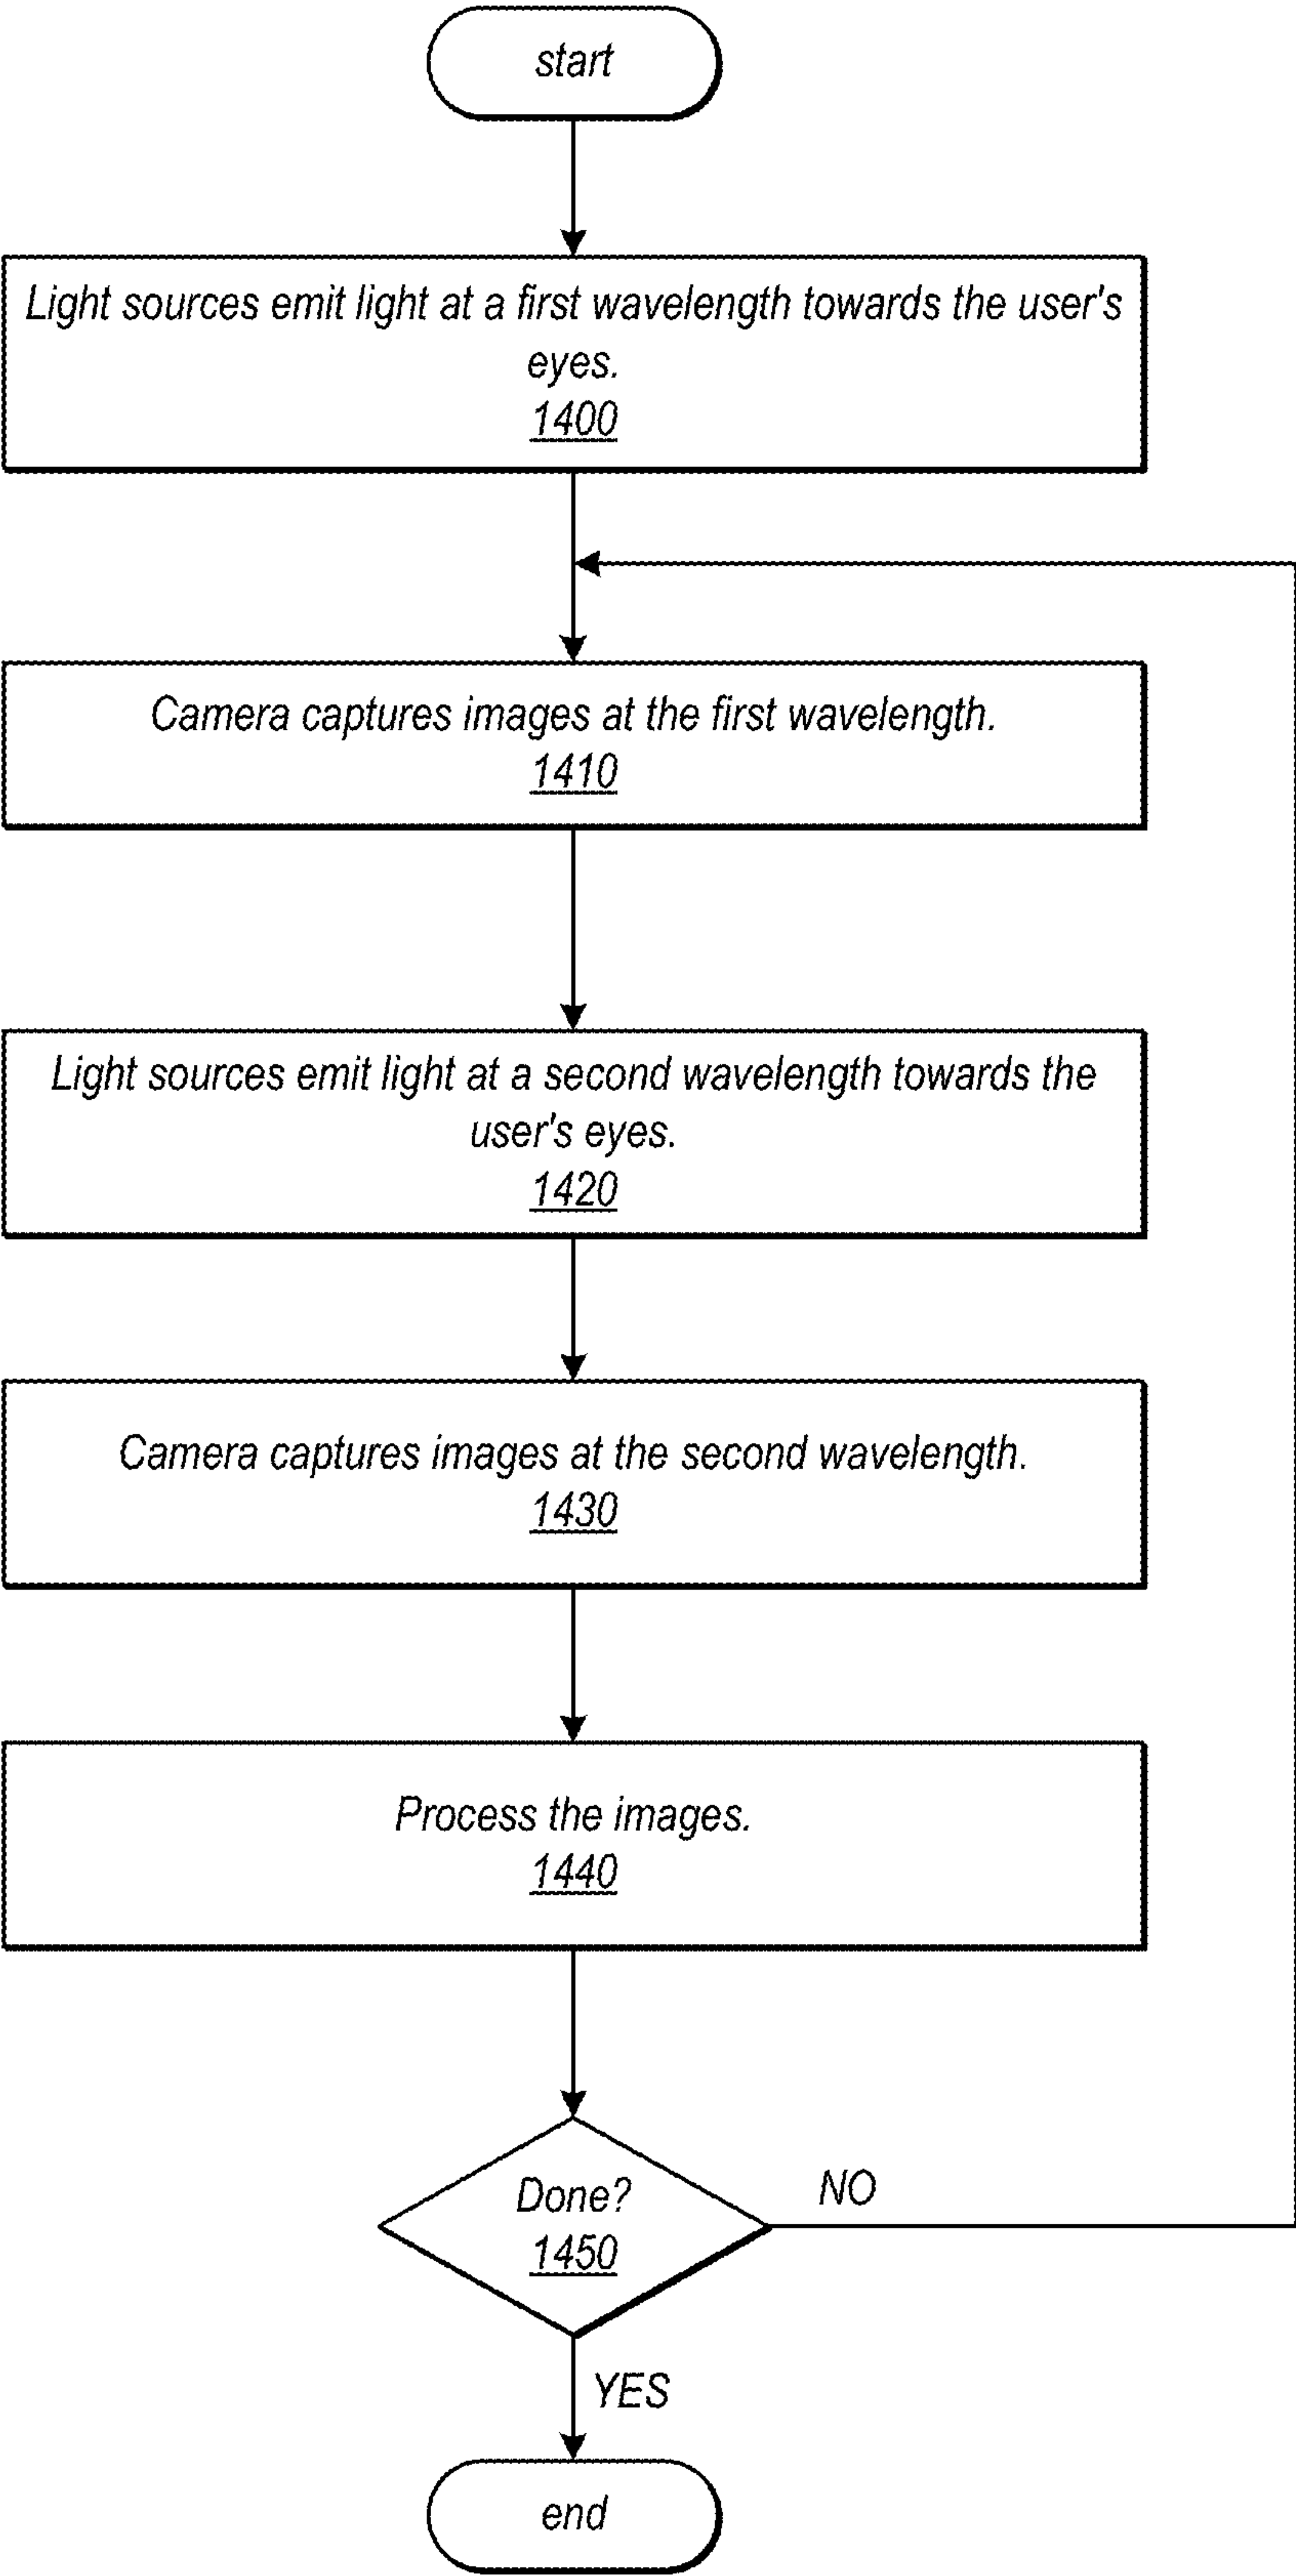 start
Light sources emit light at a first wavelength towards the user's
eyes.
1400
Camera captures images at the first wavelength.
1410
Light sources emit light at a second wavelength towards the
user's eyes.
1420
Camera captures images at the second wavelength.
1430
Process the images.
1440
Done?
1450
NO
YES
end